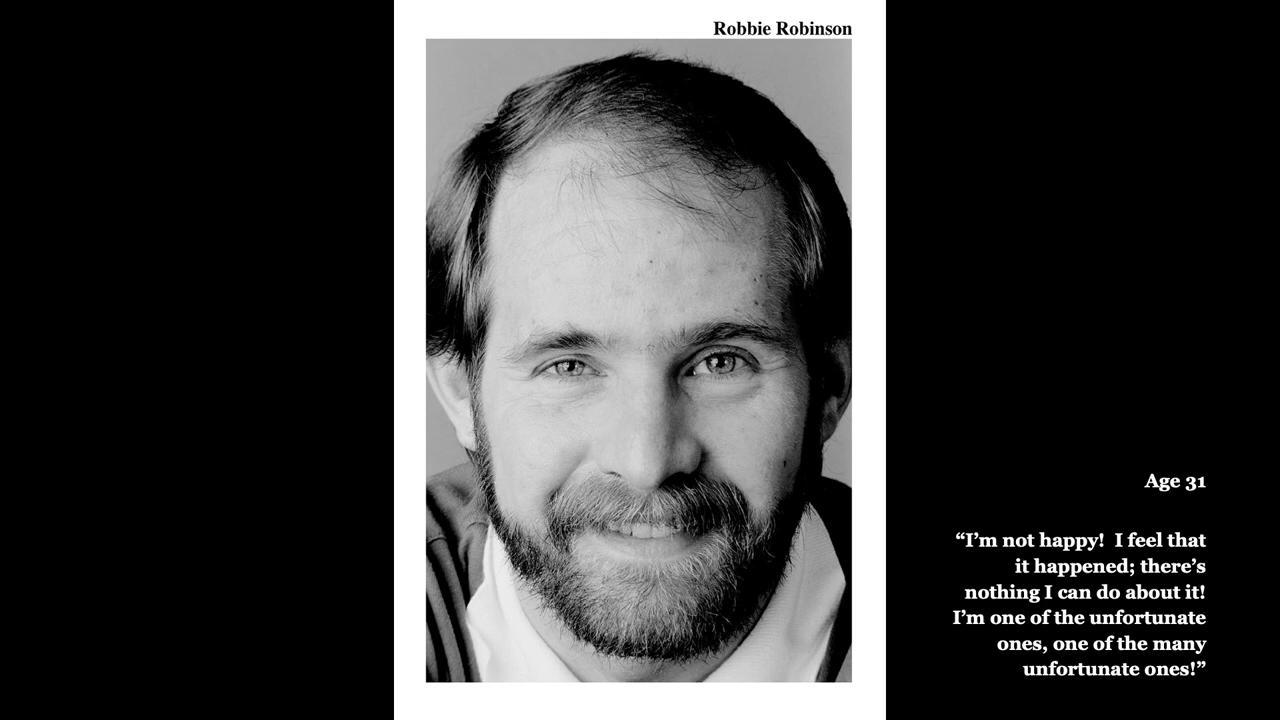 Robbie Robinson
Age 31
“I’m not happy!  I feel that
it happened; there’s
nothing I can do about it!
I’m one of the unfortunate
ones, one of the many
unfortunate ones!”